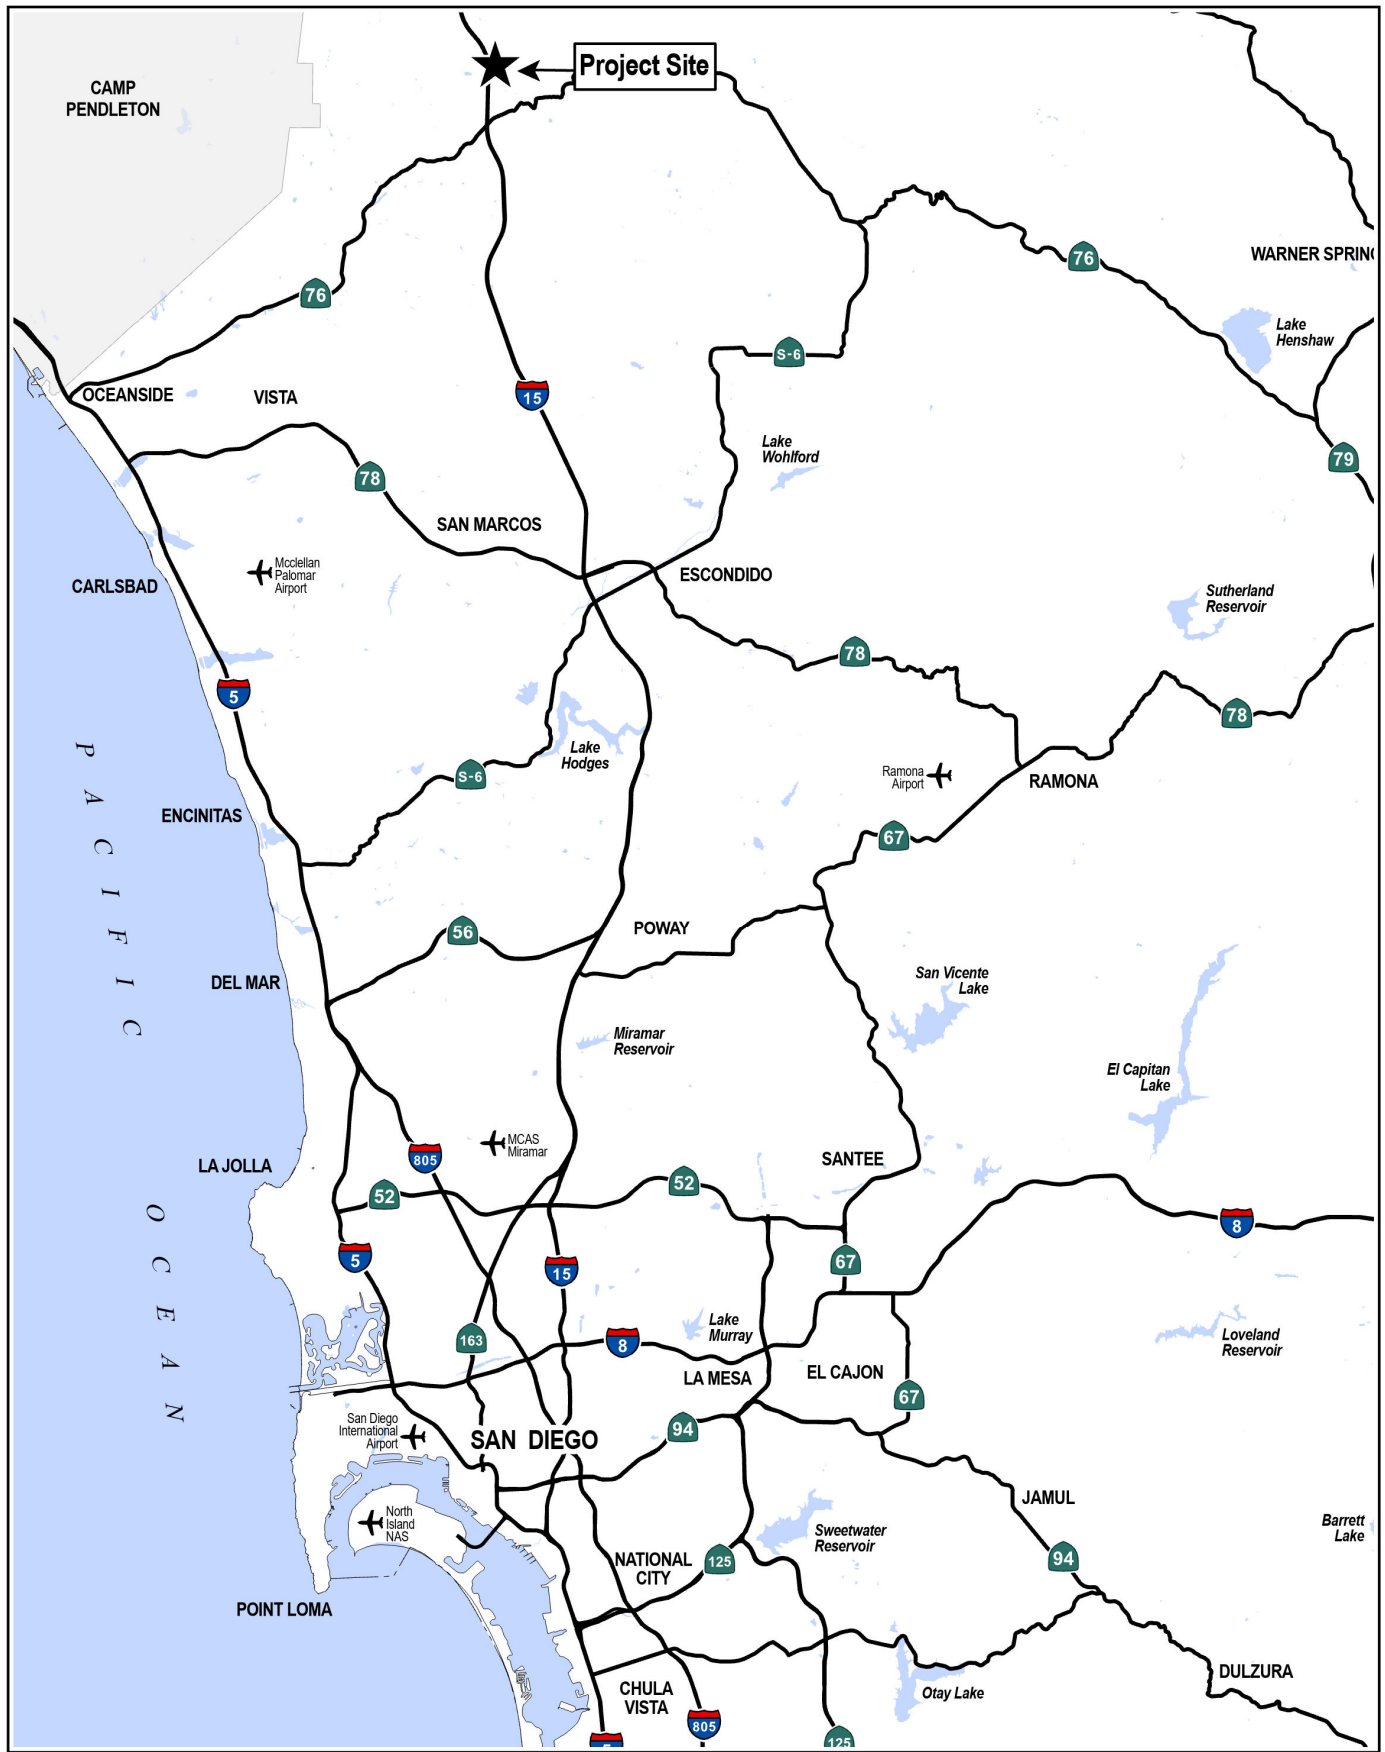 Project Site
CAMP
PENDLETON
76
WARNER SPRING
76
Lake
Henshaw
S-6
OCEANSIDE
VISTA
15
Lake
Wohlford
79
78
SAN MARCOS
Mcclellan
Palomar
Airport
CARLSBAD
ESCONDIDO
Sutherland
Reservoir
78
5
78
Lake
Hodges
S-6
Ramona
Airport
RAMONA
ENCINITAS
67
PACIFIC
OCEAN
56
POWAY
DEL MAR
San Vicente
Lake
Miramar
Reservoir
El Capitan
Lake
MCAS
Miramar
805
LA JOLLA
SANTEE
52
52
8
5
15
67
163
8
Lake
Murray
Loveland
Reservoir
LA MESA
EL CAJON
67
San Diego
International
Airport
SAN DIEGO
94
JAMUL
North
Island
NAS
Sweetwater
Reservoir
Barrett
Lake
NATIONAL
CITY
125
94
POINT LOMA
DULZURA
CHULA
VISTA
Otay Lake
805
5
125